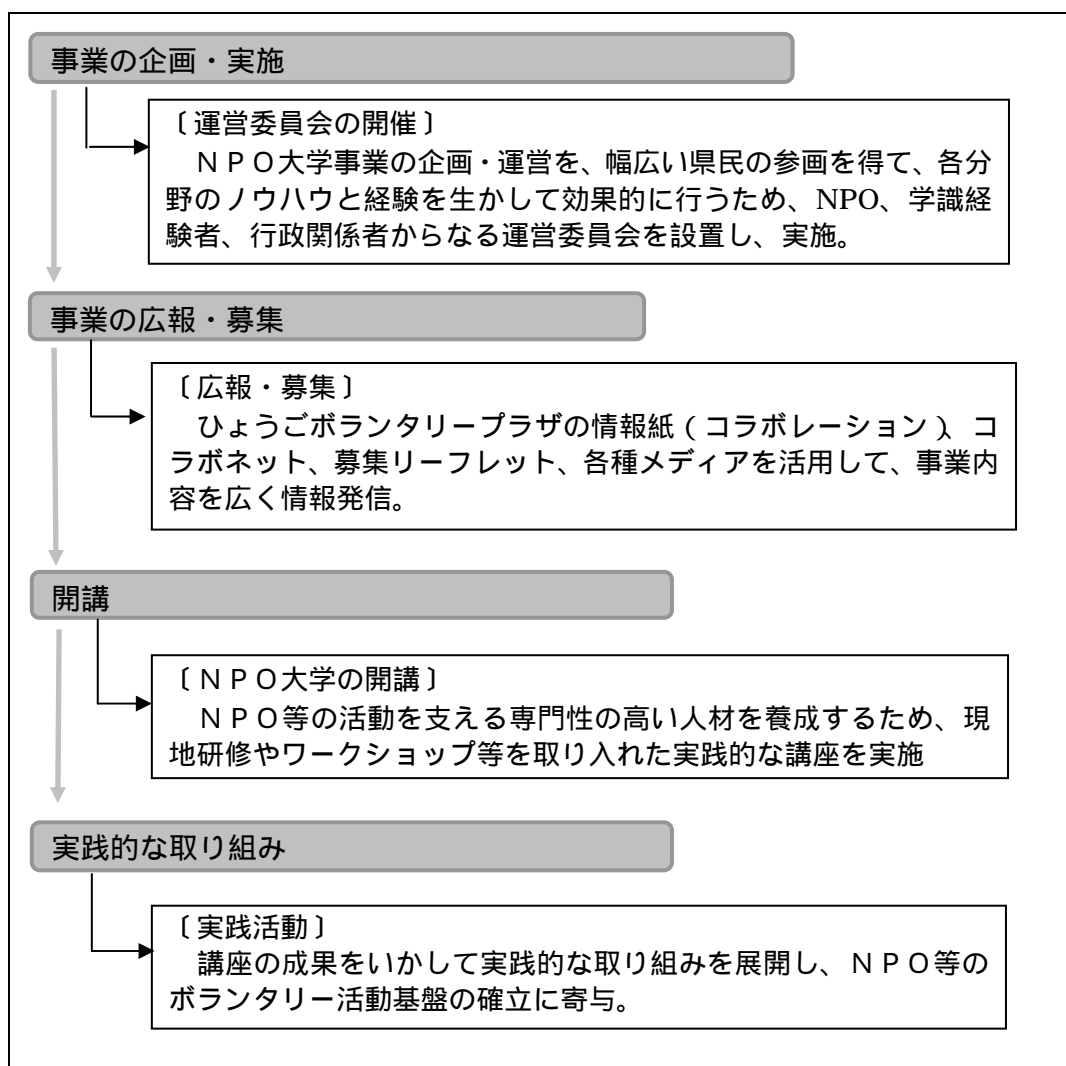 事業の企画・実施
〔運営委員会の開催〕
ＮＰＯ大学事業の企画・運営を、幅広い県民の参画を得て、各分
野のノウハウと経験を生かして効果的に行うため、NPO、学識経
験者、行政関係者からなる運営委員会を設置し、実施。
事業の広報・募集
〔広報・募集〕
ひょうごボランタリープラザの情報紙（コラボレーション）、コ
ラボネット、募集リーフレット、各種メディアを活用して、事業内
容を広く情報発信。
開講
〔ＮＰＯ大学の開講〕
ＮＰＯ等の活動を支える専門性の高い人材を養成するため、現
地研修やワークショップ等を取り入れた実践的な講座を実施
実践的な取り組み
〔実践活動〕
講座の成果をいかして実践的な取り組みを展開し、ＮＰＯ等の
ボランタリー活動基盤の確立に寄与。